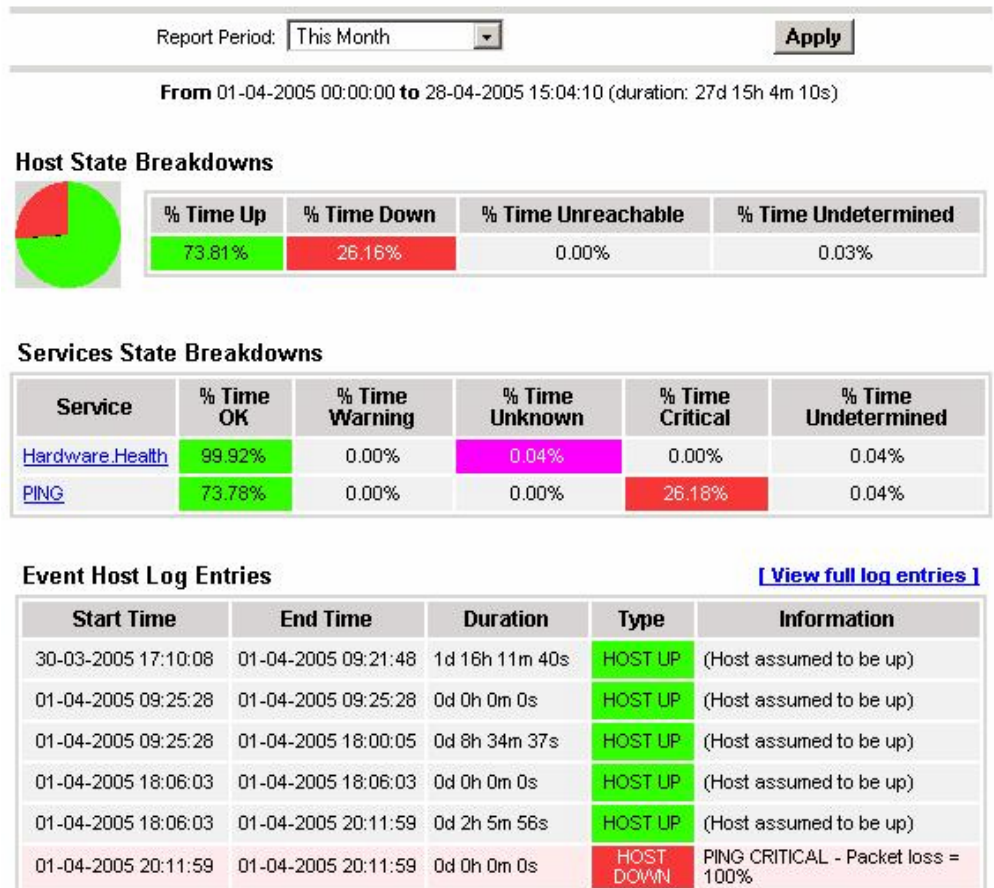 Report Period: This Month Apply
From 01-04-2005 00:00:00 to 28-04-2005 15:04:10 (duration: 27d 15h 4m 10s)
Host State Breakdowns
% Time Up % Time Down % Time Unreachable % Time Undetermined
73.81% 26.16% 0.00% 0.03%
Services State Breakdowns
Service % Time OK % Time Warning % Time Unknown % Time Critical % Time Undetermined
Hardware.Health 99.92% 0.00% 0.04% 0.00% 0.04%
PING 73.78% 0.00% 0.00% 26.18% 0.04%
Event Host Log Entries [ View full log entries ]
Start Time End Time Duration Type Information
30-03-2005 17:10:08 01-04-2005 09:21:48 1d 16h 11m 40s HOST UP (Host assumed to be up)
01-04-2005 09:25:28 01-04-2005 09:25:28 0d 0h 0m 0s HOST UP (Host assumed to be up)
01-04-2005 09:25:28 01-04-2005 18:00:05 0d 8h 34m 37s HOST UP (Host assumed to be up)
01-04-2005 18:06:03 01-04-2005 18:06:03 0d 0h 0m 0s HOST UP (Host assumed to be up)
01-04-2005 18:06:03 01-04-2005 20:11:59 0d 2h 5m 56s HOST UP (Host assumed to be up)
01-04-2005 20:11:59 01-04-2005 20:11:59 0d 0h 0m 0s HOST DOWN PING CRITICAL - Packet loss = 100%